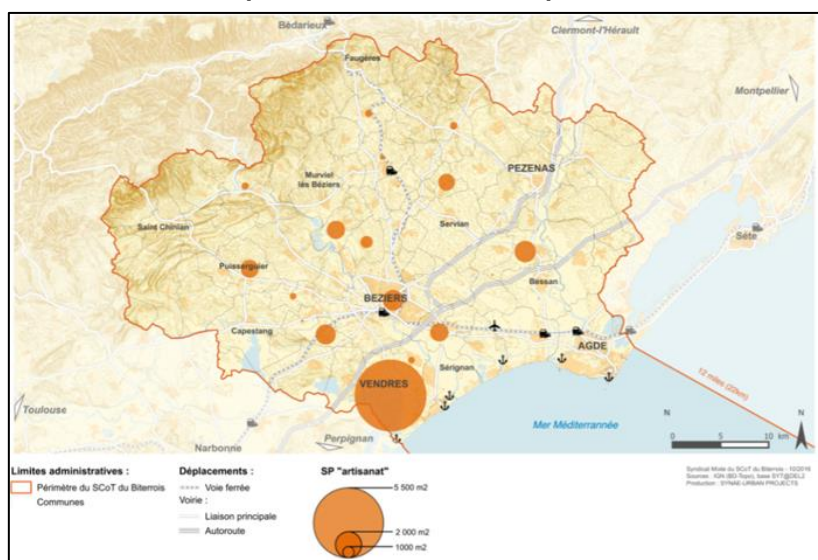 Bédarieux
Clermont-l'Hérault
Faugères
Montpellier
PEZENAS
Murviel
lès Béziers
Saint Chinian
Servian
Sète
Puisserguier
Bessan
BEZIERS
Capestang
AGDE
VENDRES
Sérignan
12 miles (22km)
Toulouse
Mer Méditerrannée
N
N
Narbonne
Perpignan
0 5 10 km
Limites administratives :
Périmètre du SCoT du Biterrois
Communes
Déplacements :
Voie ferrée
Voirie :
Liaison principale
Autoroute
SP "artisanat"
5 500 m2
2 000 m2
1000 m2
Syndicat Mixte du SCoT du Biterrois - 10/2016
Sources : IGN (BD-Topo), base SYT@DEL2
Production : SYNAE-URBAN PROJECTS